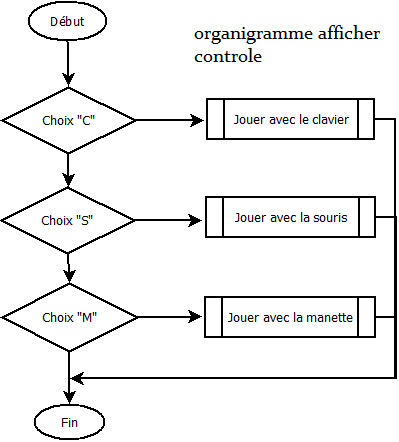 Début
organigramme afficher
controle
Choix "C"
Jouer avec le clavier
Choix "S"
Jouer avec la souris
Choix "M"
Jouer avec la manette
Fin